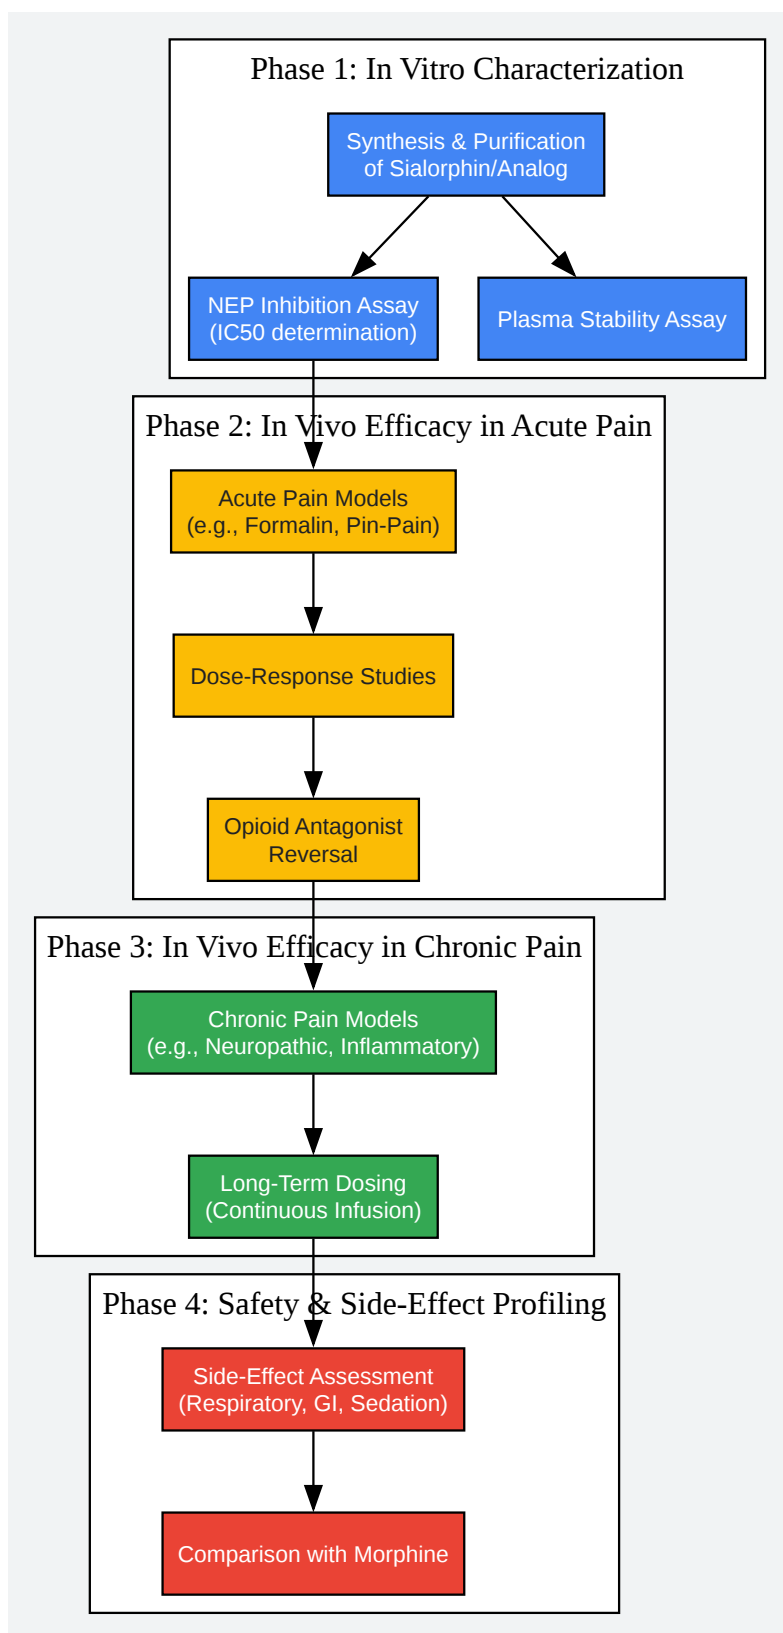 Phase 1: In Vitro Characterization
Synthesis & Purification
of Sialorphin/Analog
NEP Inhibition Assay
(IC50 determination)
Plasma Stability Assay
Phase 2: In Vivo Efficacy in Acute Pain
Acute Pain Models
(e.g., Formalin, Pin-Pain)
Dose-Response Studies
Opioid Antagonist
Reversal
Phase 3: In Vivo Efficacy in Chronic Pain
Chronic Pain Models
(e.g., Neuropathic, Inflammatory)
Long-Term Dosing
(Continuous Infusion)
Phase 4: Safety & Side-Effect Profiling
Side-Effect Assessment
(Respiratory, GI, Sedation)
Comparison with Morphine